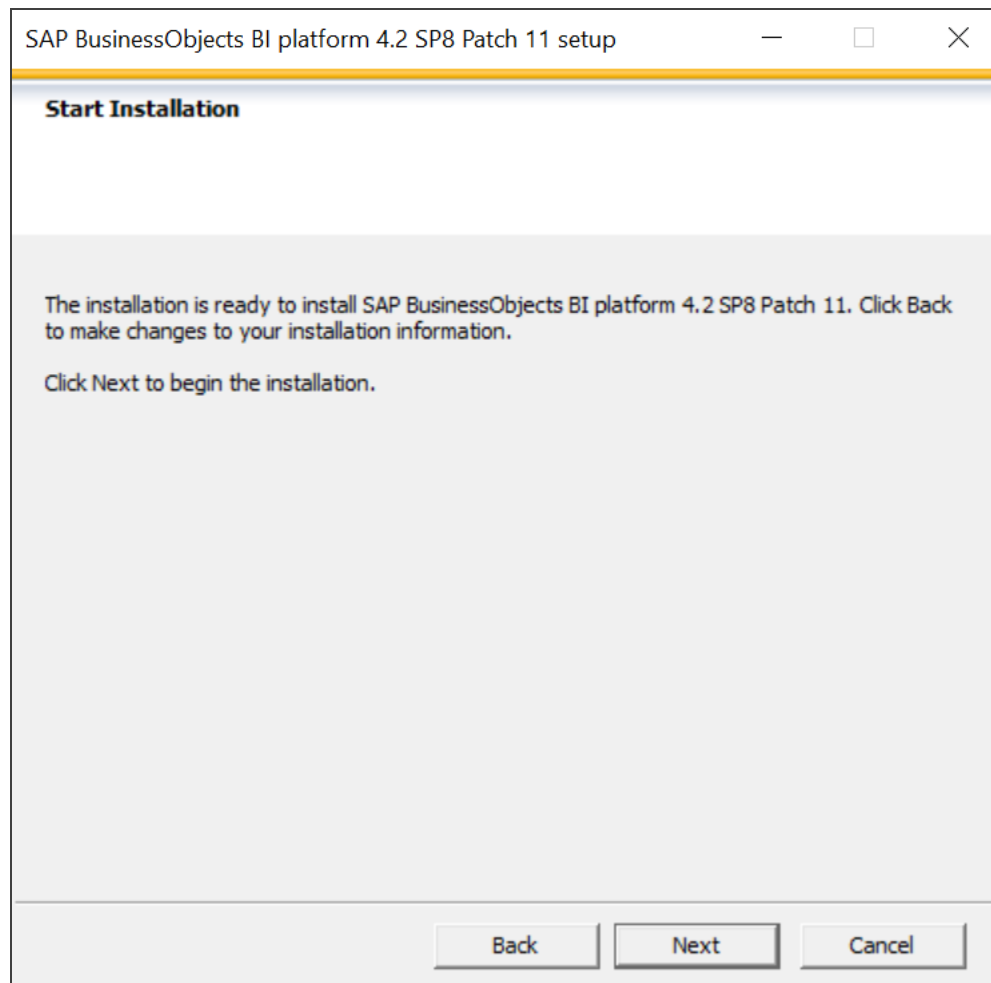 SAP BusinessObjects BI platform 4.2 SP8 Patch 11 setup
Start Installation
The installation is ready to install SAP BusinessObjects BI platform 4.2 SP8 Patch 11. Click Back
to make changes to your installation information.
Click Next to begin the installation.
Back Next Cancel